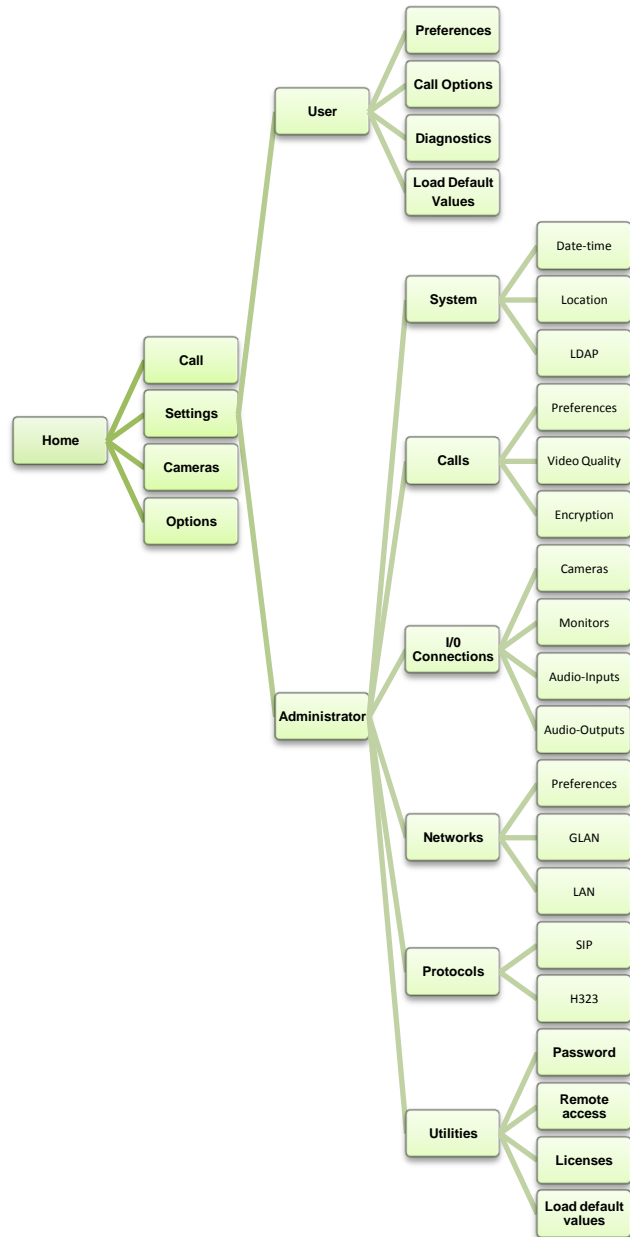 Preferences
Call Options
User
Diagnostics
Load Default
Values
Date-time
System
Location
LDAP
Call
Settings
Home
Cameras
Options
Preferences
Calls
Video Quality
Encryption
Cameras
I/0
Connections
Monitors
Audio-Inputs
Audio-Outputs
Administrator
Preferences
Networks
GLAN
LAN
SIP
Protocols
H323
Password
Remote
access
Utilities
Licenses
Load default
values